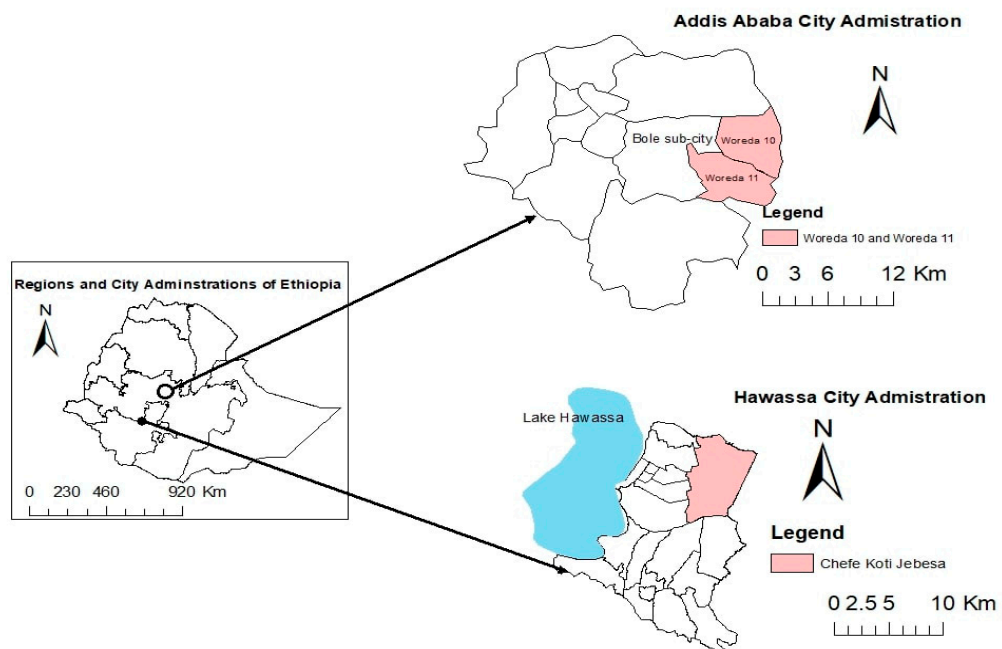 Addis Ababa City Admistration
N
Bole sub-city
Woreda 10
Woreda 11
Legend
Woreda 10 and Woreda 11
0 3 6 12 Km
Regions and City Adminstrations of Ethiopia
N
0 230 460 920 Km
Hawassa City Admistration
Lake Hawassa
N
Legend
Chefe Koti Jebesa
0 2.5 5 10 Km